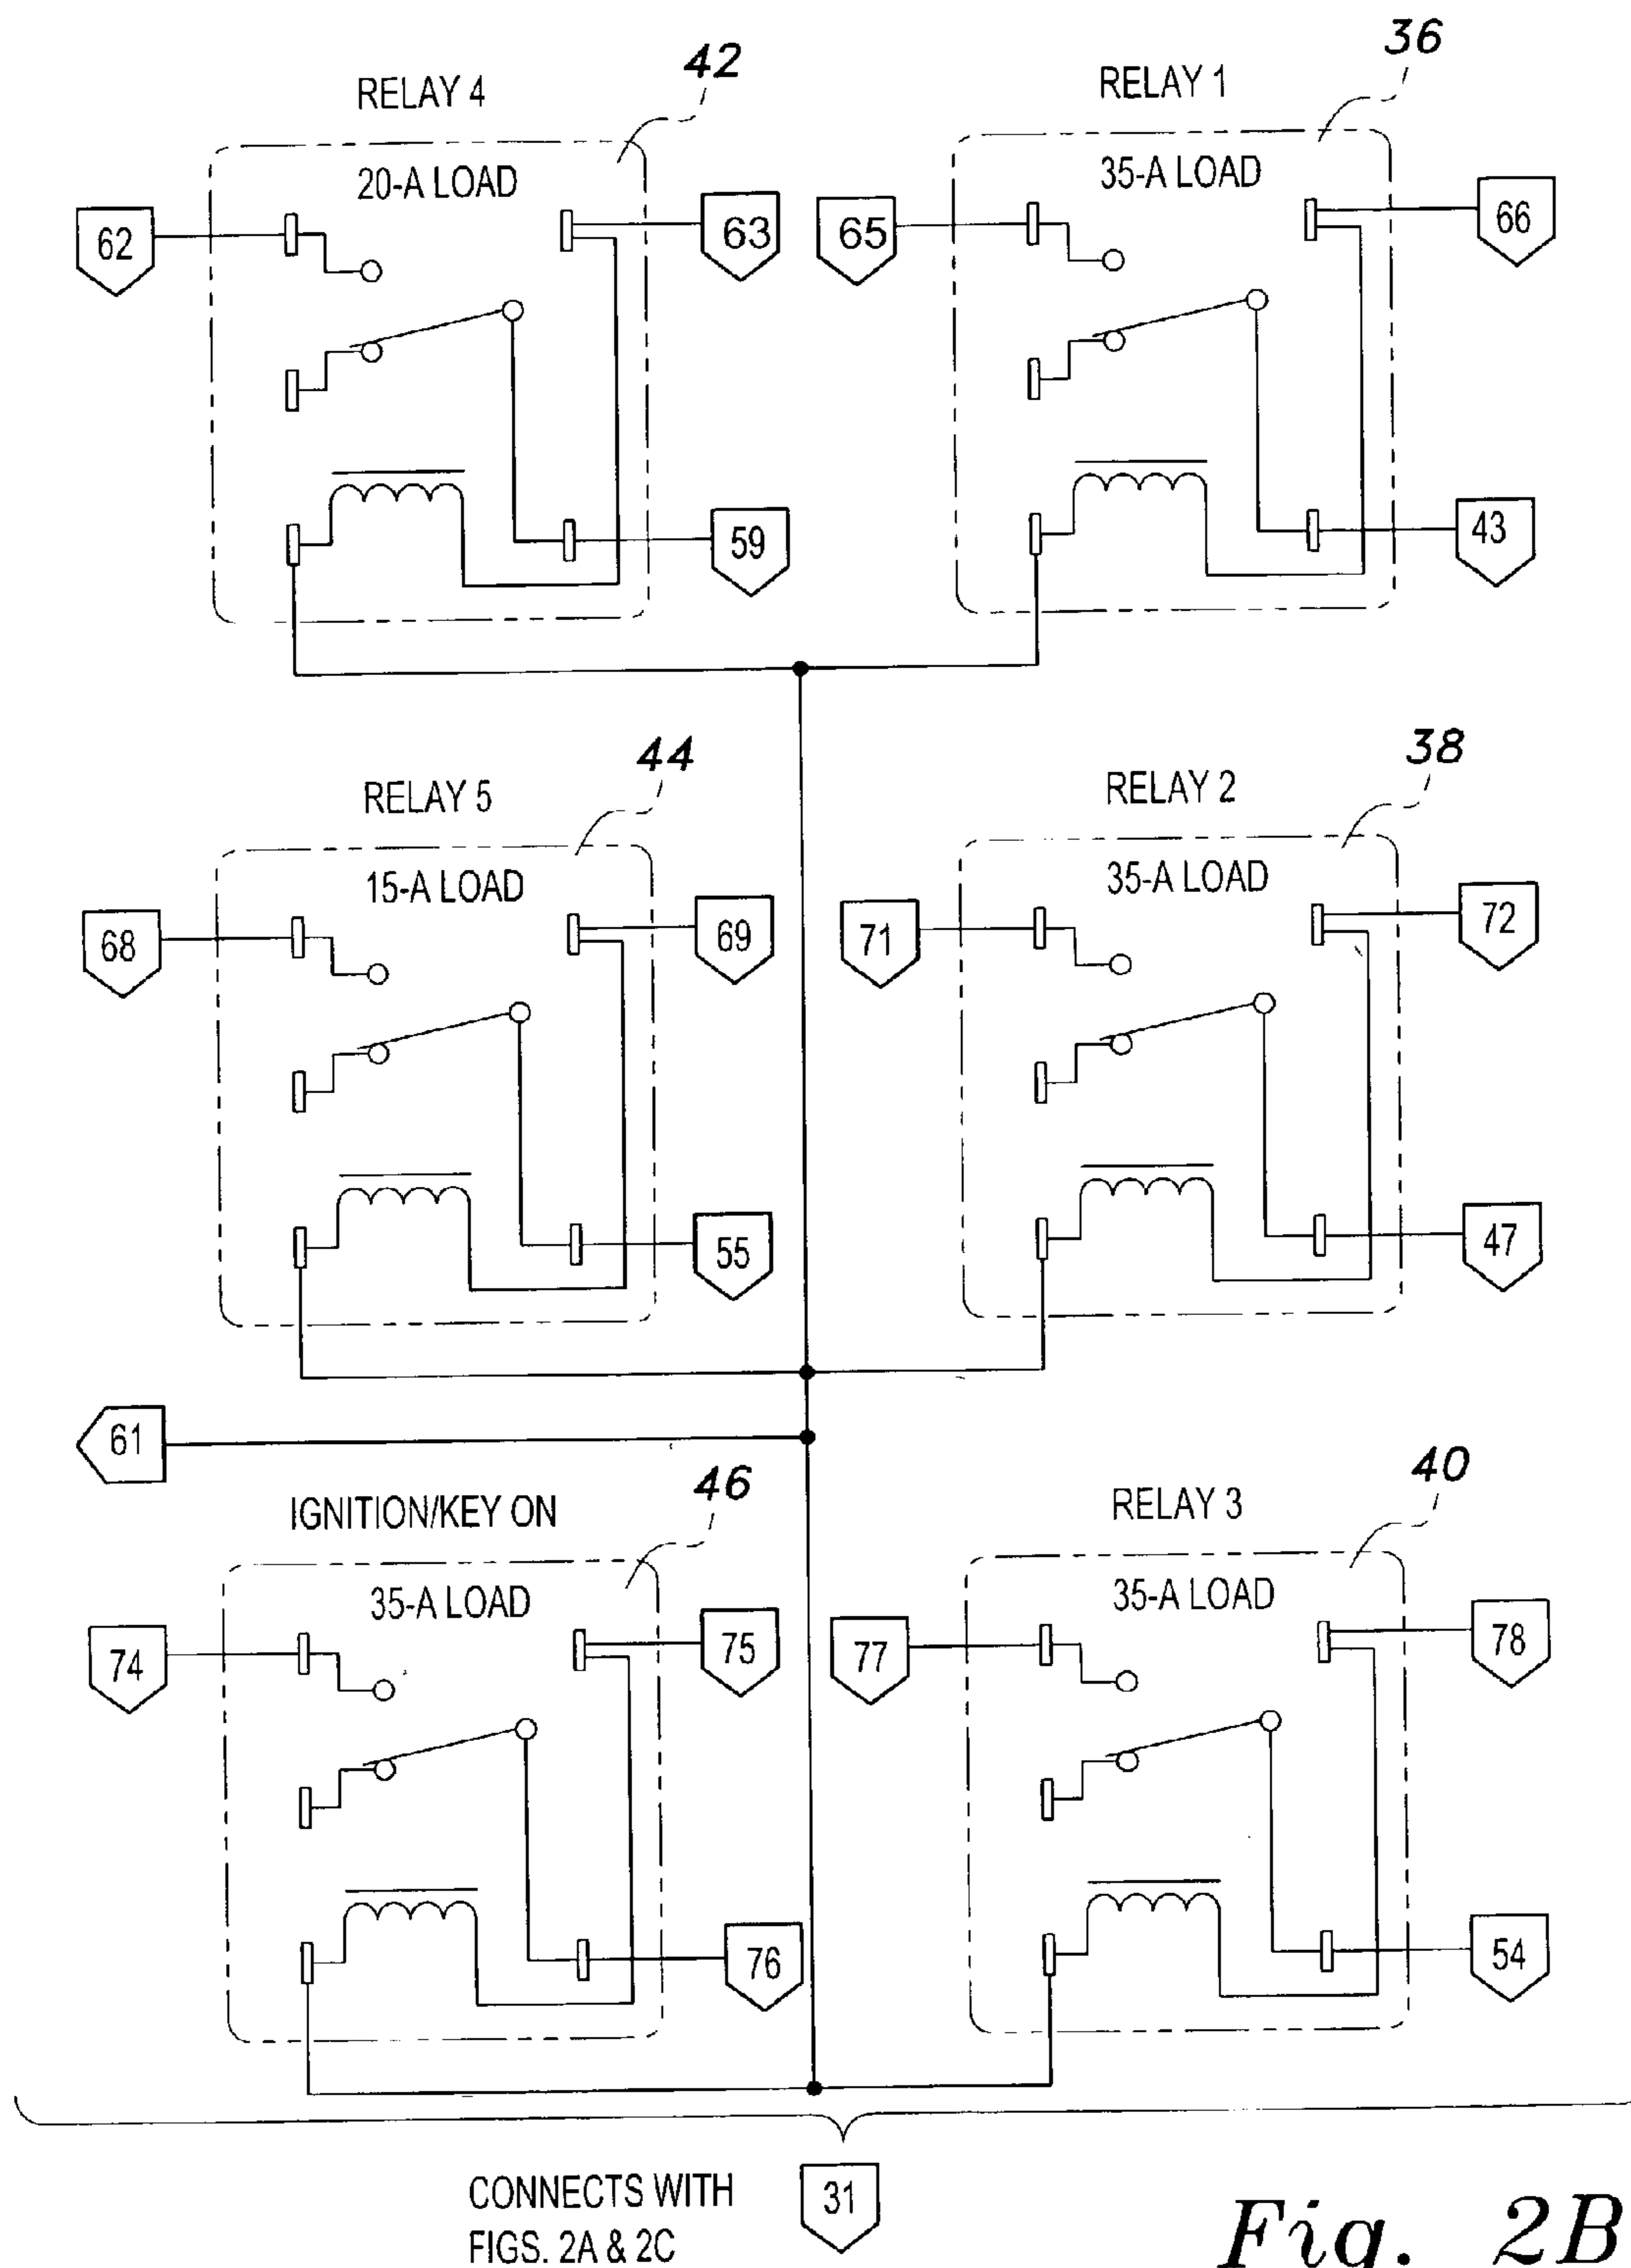 42
RELAY 4
20-A LOAD
62
63
59
36
RELAY 1
35-A LOAD
65
66
43
44
RELAY 5
15-A LOAD
68
69
55
38
RELAY 2
35-A LOAD
71
72
47
61
46
IGNITION/KEY ON
35-A LOAD
74
75
76
40
RELAY 3
35-A LOAD
77
78
54
CONNECTS WITH
FIGS. 2A & 2C
31
Fig. 2B